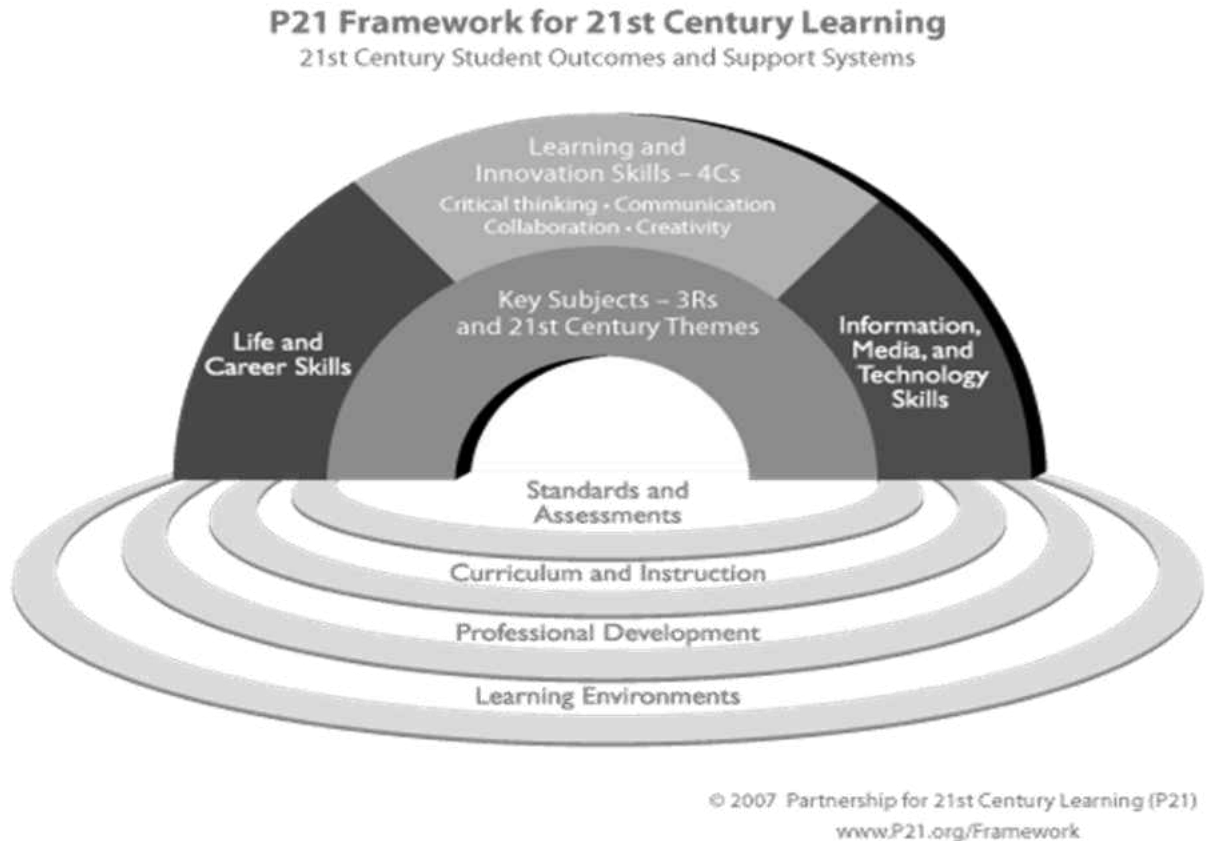 P21 Framework for 21st Century Learning
21st Century Student Outcomes and Support Systems
Learning and
Innovation Skills – 4Cs
Critical thinking • Communication
Collaboration • Creativity
Key Subjects – 3Rs
and 21st Century Themes
Life and
Career Skills
Information,
Media, and
Technology
Skills
Standards and
Assessments
Curriculum and Instruction
Professional Development
Learning Environments
© 2007 Partnership for 21st Century Learning (P21)
www.P21.org/Framework